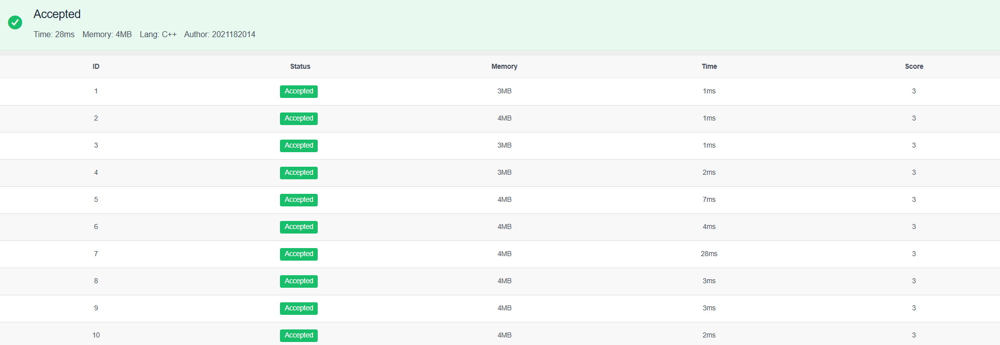 Accepted
Time: 28ms Memory: 4MB Lang: C++ Author: 2021182014
ID Status Memory Time Score
1 Accepted 3MB 1ms 3
2 Accepted 4MB 1ms 3
3 Accepted 3MB 1ms 3
4 Accepted 3MB 2ms 3
5 Accepted 4MB 7ms 3
6 Accepted 4MB 4ms 3
7 Accepted 4MB 28ms 3
8 Accepted 4MB 3ms 3
9 Accepted 4MB 3ms 3
10 Accepted 4MB 2ms 3